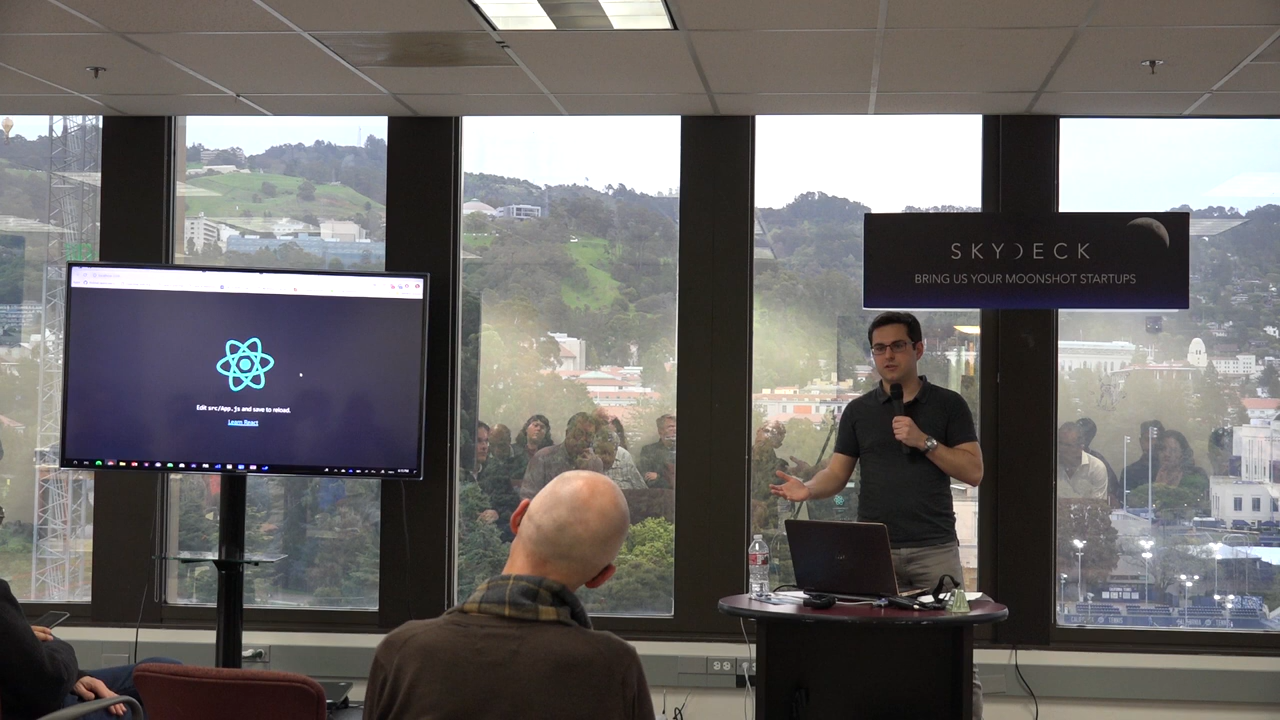 SKYDECK
BRING US YOUR MOONSHOT STARTUPS
Edit src/App.js and save to reload.
Learn React